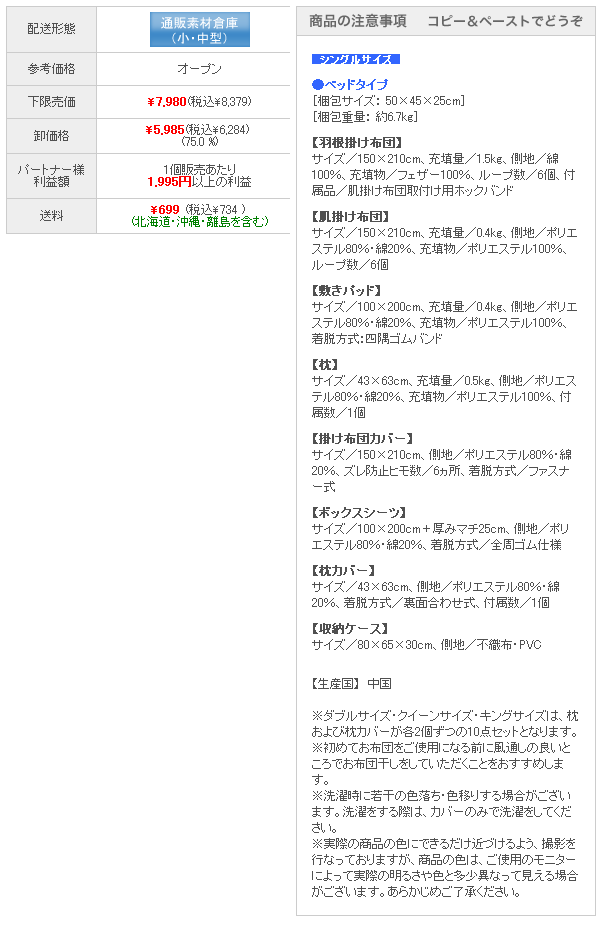 配送形態
通販素材倉庫
(小・中型)
参考価格
オープン
下限売価
¥7,980(税込¥8,379)
卸価格
¥5,985(税込¥6,284)
(75.0 %)
パートナー様
利益額
1個販売あたり
1,995円以上の利益
送料
¥699 (税込¥734 )
(北海道・沖縄・離島を含む)
商品の注意事項 コピー&ペーストでどうぞ
シングルサイズ
●ベッドタイプ
[梱包サイズ: 50×45×25cm]
[梱包重量: 約6.7kg]
【羽根掛け布団】
サイズ/150×210cm、充填量/1.5kg、側地/綿
100%、充填物/フェザー100%、ループ数/6個、付
属品/肌掛け布団取付け用ホックバンド
【肌掛け布団】
サイズ/150×210cm、充填量/0.4kg、側地/ポリエ
ステル80%・綿20%、充填物/ポリエステル100%、
ループ数/6個
【敷きパッド】
サイズ/100×200cm、充填量/0.4kg、側地/ポリエ
ステル80%・綿20%、充填物/ポリエステル100%、
着脱方式:四隅ゴムバンド
【枕】
サイズ/43×63cm、充填量/0.5kg、側地/ポリエス
テル80%・綿20%、充填物/ポリエステル100%、付
属数/1個
【掛け布団カバー】
サイズ/150×210cm、側地/ポリエステル80%・綿
20%、ズレ防止ヒモ数/6ヵ所、着脱方式/ファスナ
ー式
【ボックスシーツ】
サイズ/100×200cm+厚みマチ25cm、側地/ポリ
エステル80%・綿20%、着脱方式/全周ゴム仕様
【枕カバー】
サイズ/43×63cm、側地/ポリエステル80%・綿
20%、着脱方式/裏面合わせ式、付属数/1個
【収納ケース】
サイズ/80×65×30cm、側地/不織布・PVC
【生産国】 中国
※ダブルサイズ・クイーンサイズ・キングサイズは、枕
および枕カバーが各2個ずつの10点セットとなります。
※初めてお布団をご使用になる前に風通しの良いと
ころでお布団干しをしていただくことをおすすめしま
す。
※洗濯時に若干の色落ち・色移りする場合がござい
ます。洗濯をする際は、カバーのみで洗濯をしてくだ
さい。
※実際の商品の色にできるだけ近づけるよう、撮影を
行なっておりますが、商品の色は、ご使用のモニター
によって実際の明るさや色と多少異なって見える場合
がございます。あらかじめご了承ください。